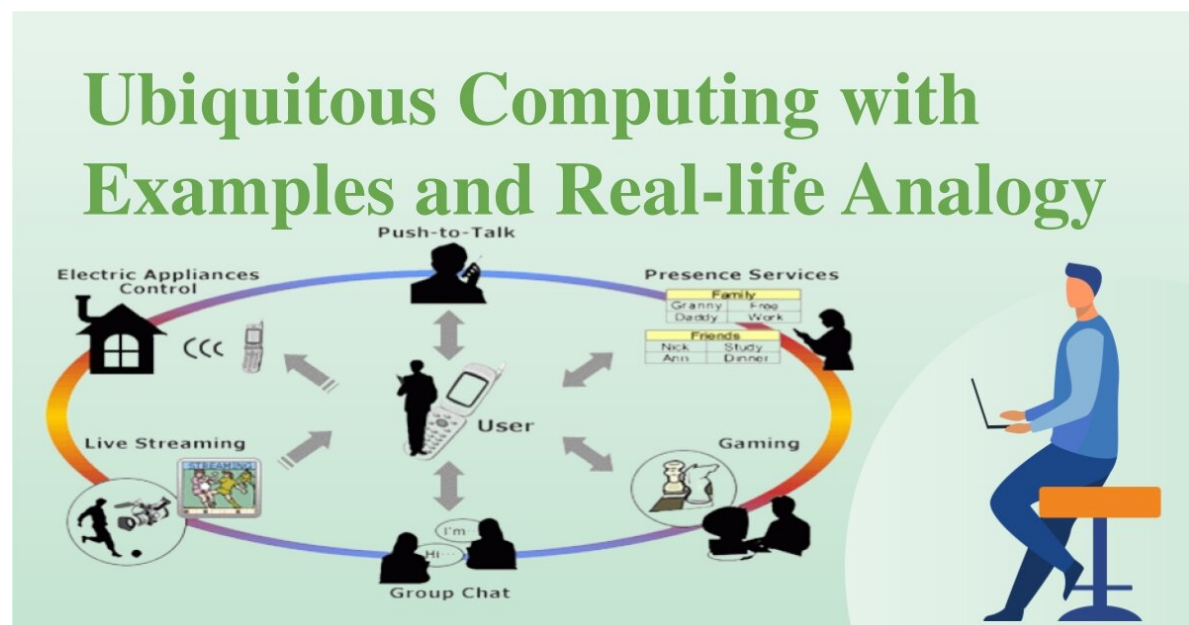 Ubiquitous Computing with
Examples and Real-life Analogy
Push-to-Talk
Electric Appliances
Control
Presence Services
Family
Granny Free
Daddy Work
Friends
Nick Study
Ann Dinner
User
Live Streaming
STREAMING
Gaming
I'm...
Hi...
Group Chat